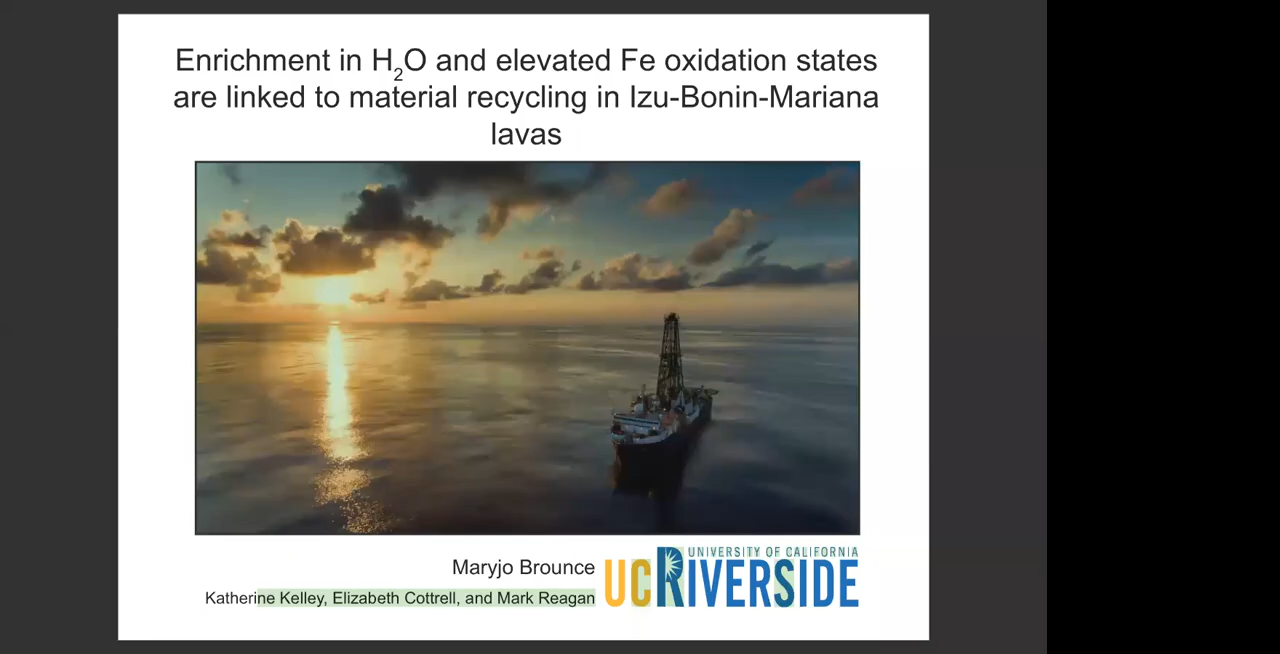 Enrichment in H₂O and elevated Fe oxidation states
are linked to material recycling in Izu-Bonin-Mariana
lavas
Maryjo Brounce
Katherine Kelley, Elizabeth Cottrell, and Mark Reagan
UNIVERSITY OF CALIFORNIA
UCRIVERSIDE